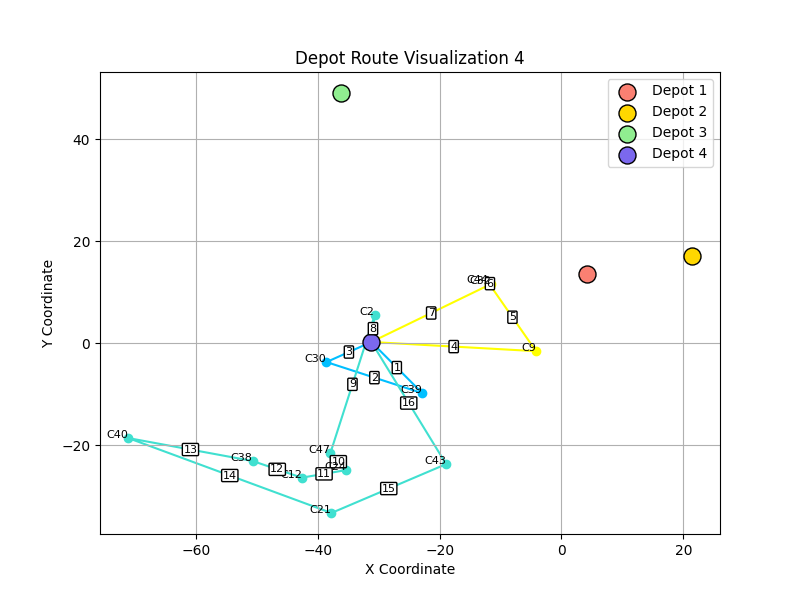 Depot Route Visualization 4
Depot 1
Depot 2
Depot 3
Depot 4
Y Coordinate
40
20
0
−20
C44
6
7
5
C2
8
C9
4
3
C30
1
2
C39
9
16
C40
13
C38
C47
10
C43
12
C12
11
14
15
C21
−60
−40
−20
0
20
X Coordinate